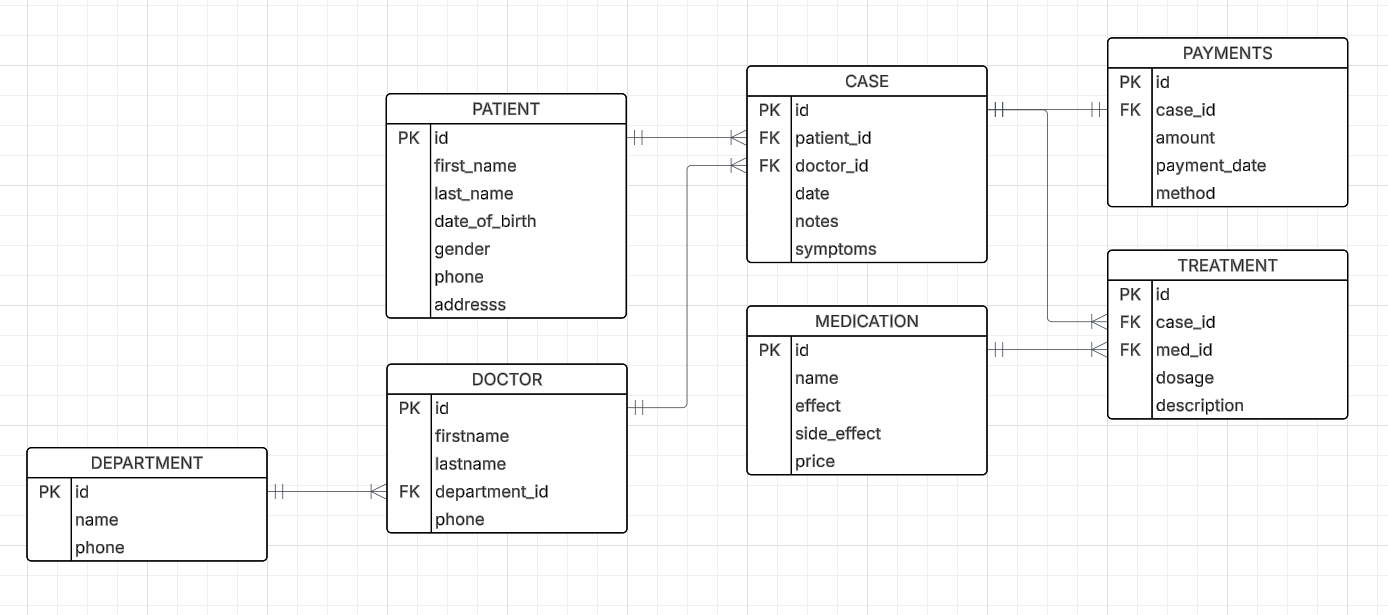 PAYMENTS
PK id
FK case_id
amount
payment_date
method
CASE
PK id
FK patient_id
FK doctor_id
date
notes
symptoms
PATIENT
PK id
first_name
last_name
date_of_birth
gender
phone
addresss
TREATMENT
PK id
FK case_id
FK med_id
dosage
description
MEDICATION
PK id
name
effect
side_effect
price
DOCTOR
PK id
firstname
lastname
FK department_id
phone
DEPARTMENT
PK id
name
phone